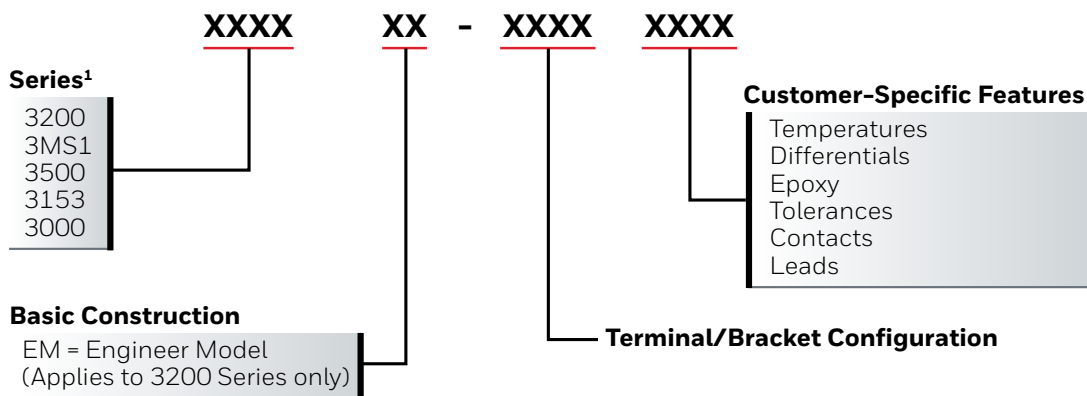 XXXX XX - XXXX XXXX
Series¹
3200
3MS1
3500
3153
3000
Customer-Specific Features
Temperatures
Differentials
Epoxy
Tolerances
Contacts
Leads
Basic Construction
EM = Engineer Model
(Applies to 3200 Series only)
Terminal/Bracket Configuration